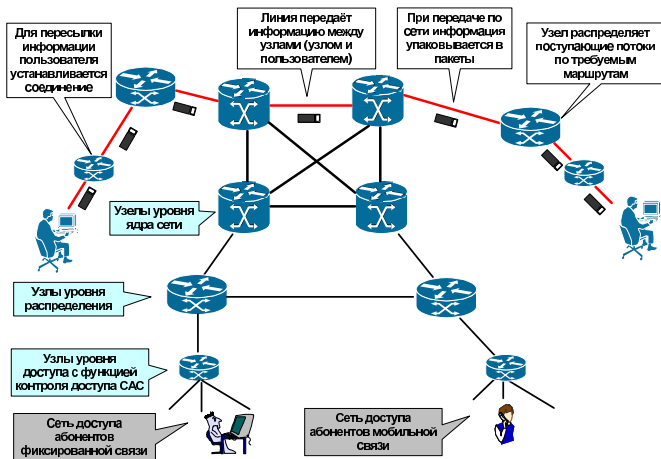 Для пересылки
информации
пользователя
устанавливается
соединение
Линия передаёт
информацию между
узлами (узлом и
пользователем)
При передаче по
сети информация
упаковывается в
пакеты
Узел распределяет
поступающие потоки
по требуемым
маршрутам
Узелы уровня
ядра сети
Узлы уровня
распределения
Узлы уровня
доступа с функцией
контроля доступа САС
Сеть доступа
абонентов
фиксированной связи
Сеть доступа
абонентов мобильной
связи